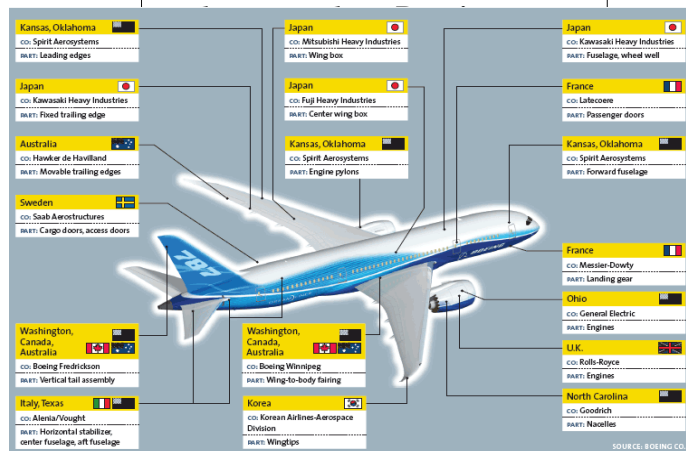 Kansas, Oklahoma
CO: Spirit Aerosystems
PART: Leading edges
Japan
CO: Kawasaki Heavy Industries
PART: Fixed trailing edge
Australia
CO: Hawker de Havilland
PART: Movable trailing edges
Sweden
CO: Saab Aerostructures
PART: Cargo doors, access doors
Japan
CO: Mitsubishi Heavy Industries
PART: Wing box
Japan
CO: Fuji Heavy Industries
PART: Center wing box
Kansas, Oklahoma
CO: Spirit Aerosystems
PART: Engine pylons
Japan
CO: Kawasaki Heavy Industries
PART: Fuselage, wheel well
France
CO: Latecoere
PART: Passenger doors
Kansas, Oklahoma
CO: Spirit Aerosystems
PART: Forward fuselage
787
BOEING
France
CO: Messier-Dowty
PART: Landing gear
Ohio
CO: General Electric
PART: Engines
U.K.
CO: Rolls-Royce
PART: Engines
North Carolina
CO: Goodrich
PART: Nacelles
Washington,
Canada,
Australia
CO: Boeing Fredrickson
PART: Vertical tail assembly
Italy, Texas
CO: Alenia/Vought
PART: Horizontal stabilizer,
center fuselage, aft fuselage
Washington,
Canada,
Australia
CO: Boeing Winnipeg
PART: Wing-to-body fairing
Korea
CO: Korean Airlines-Aerospace
Division
PART: Wingtips
SOURCE: BOEING CO.